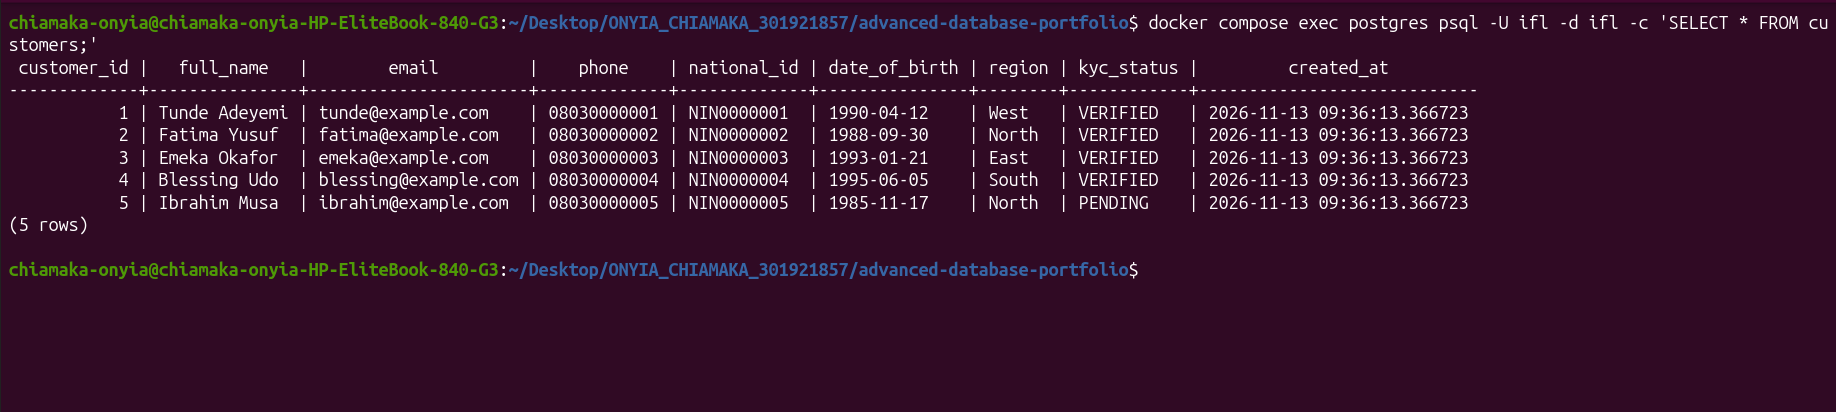 chiamaka-onyia@chiamaka-onyia-HP-EliteBook-840-G3:~/Desktop/ONYIA_CHIAMAKA_301921857/advanced-database-portfolio$ docker compose exec postgres psql -U ifl -d ifl -c 'SELECT * FROM cu
stomers;'
 customer_id |   full_name   |        email         |    phone    | national_id | date_of_birth | region | kyc_status |         created_at
-------------+---------------+----------------------+-------------+-------------+---------------+--------+------------+----------------------------
           1 | Tunde Adeyemi | tunde@example.com    | 08030000001 | NIN0000001  | 1990-04-12    | West   | VERIFIED   | 2026-11-13 09:36:13.366723
           2 | Fatima Yusuf  | fatima@example.com   | 08030000002 | NIN0000002  | 1988-09-30    | North  | VERIFIED   | 2026-11-13 09:36:13.366723
           3 | Emeka Okafor  | emeka@example.com    | 08030000003 | NIN0000003  | 1993-01-21    | East   | VERIFIED   | 2026-11-13 09:36:13.366723
           4 | Blessing Udo  | blessing@example.com | 08030000004 | NIN0000004  | 1995-06-05    | South  | VERIFIED   | 2026-11-13 09:36:13.366723
           5 | Ibrahim Musa  | ibrahim@example.com  | 08030000005 | NIN0000005  | 1985-11-17    | North  | PENDING    | 2026-11-13 09:36:13.366723
(5 rows)
chiamaka-onyia@chiamaka-onyia-HP-EliteBook-840-G3:~/Desktop/ONYIA_CHIAMAKA_301921857/advanced-database-portfolio$